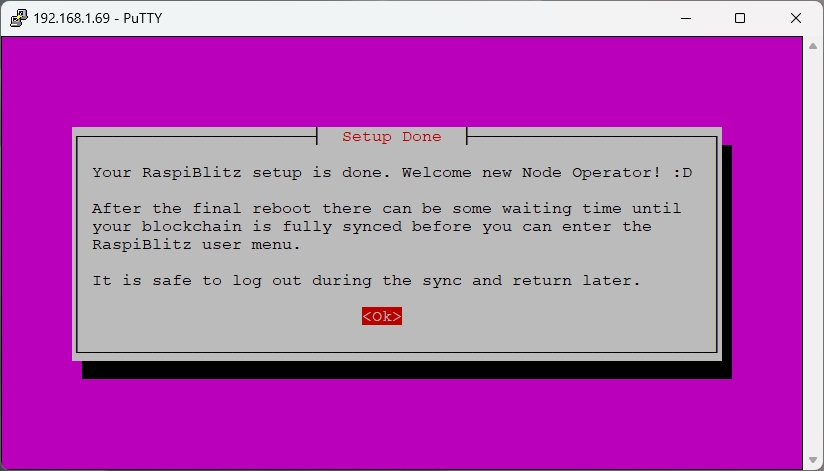 192.168.1.69 - PuTTY
Setup Done
Your RaspiBlitz setup is done. Welcome new Node Operator! :D
After the final reboot there can be some waiting time until
your blockchain is fully synced before you can enter the
RaspiBlitz user menu.
It is safe to log out during the sync and return later.
<Ok>